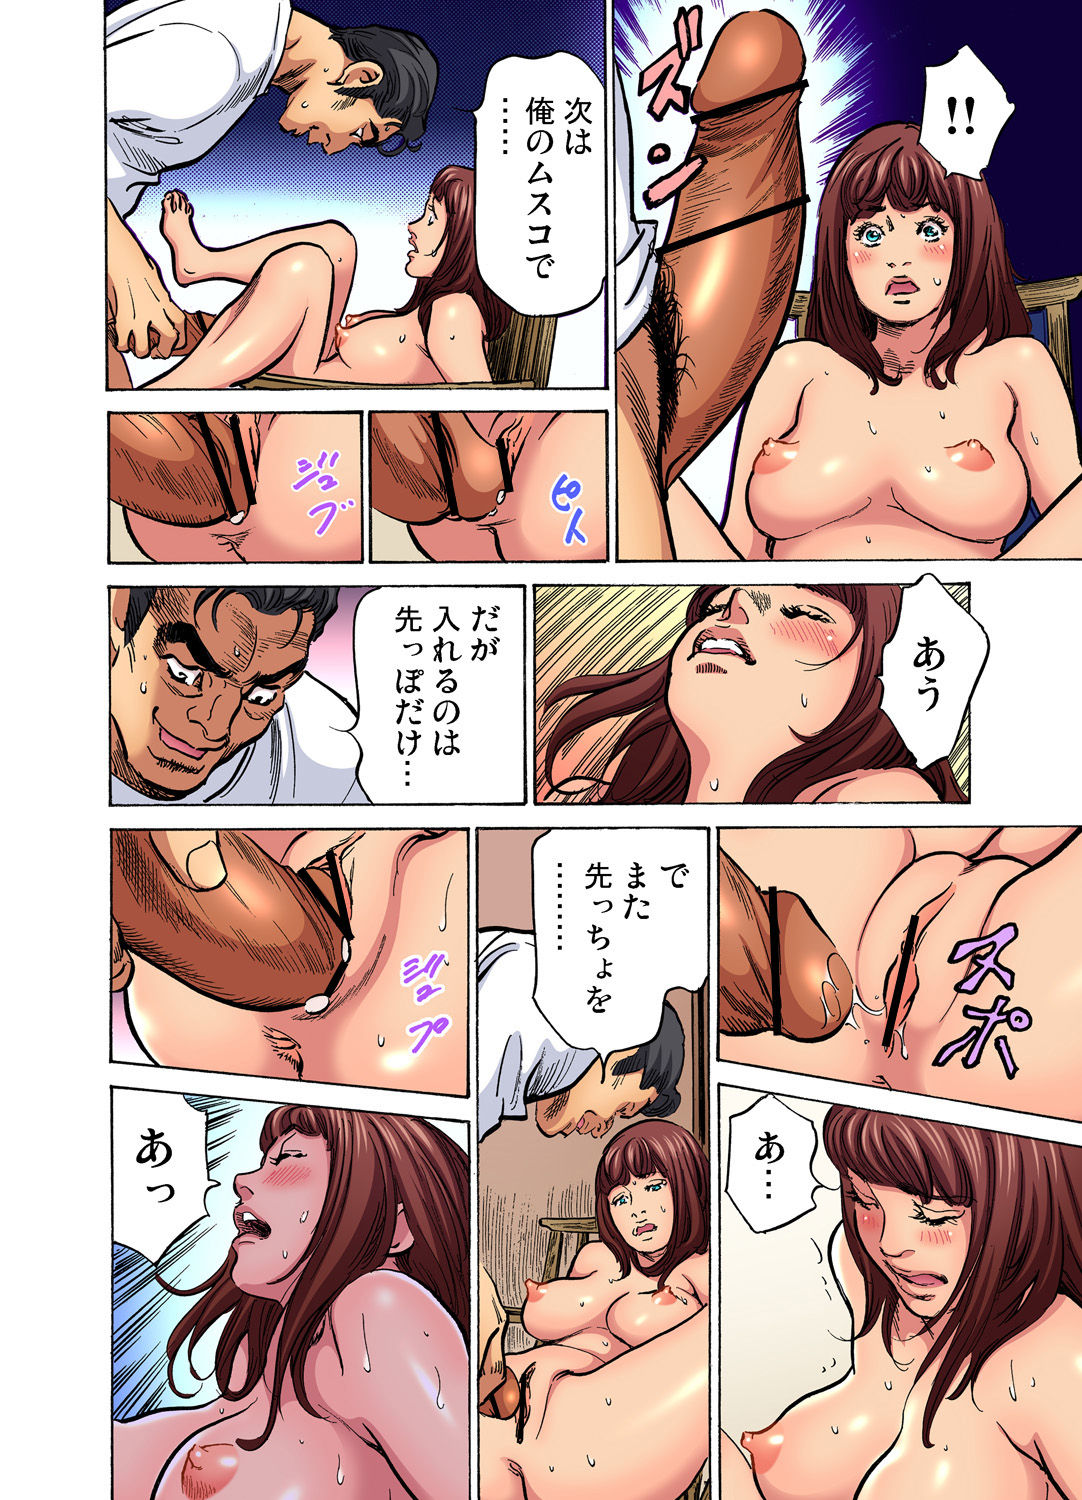 ズ
ン
!!
次は
俺のムスコで
……
ピト
ジュブ
あう
だが
入れるのは
先っぽだけ…
ヌポ
で
また
先っちょを
………
ジュプ
あ…
あっ